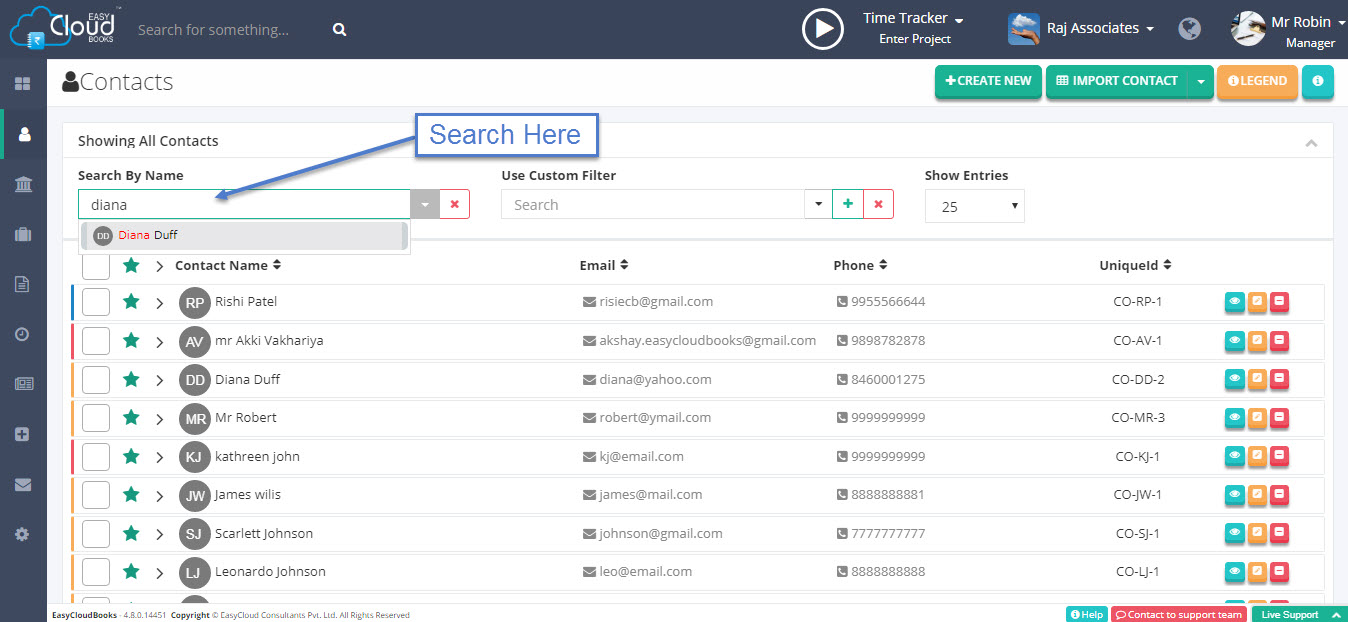 EASY
Cloud
BOOKS
Search for something...
Time Tracker
Enter Project
Raj Associates
Mr Robin
Manager
Contacts
CREATE NEW
IMPORT CONTACT
LEGEND
Showing All Contacts
Search Here
Search By Name
Use Custom Filter
Show Entries
diana
Search
25
DD Diana Duff
Contact Name Email Phone UniqueId
RP Rishi Patel risiecb@gmail.com 9955566644 CO-RP-1
AV mr Akki Vakhariya akshay.easycloudbooks@gmail.com 9898782878 CO-AV-1
DD Diana Duff diana@yahoo.com 8460001275 CO-DD-2
MR Mr Robert robert@ymail.com 9999999999 CO-MR-3
KJ kathreen john kj@email.com 9999999999 CO-KJ-1
JW James wilis james@mail.com 8888888881 CO-JW-1
SJ Scarlett Johnson johnson@gmail.com 7777777777 CO-SJ-1
LJ Leonardo Johnson leo@email.com 8888888888 CO-LJ-1
EasyCloudBooks - 4.8.0.14451 Copyright © EasyCloud Consultants Pvt. Ltd. All Rights Reserved
Help
Contact to support team
Live Support